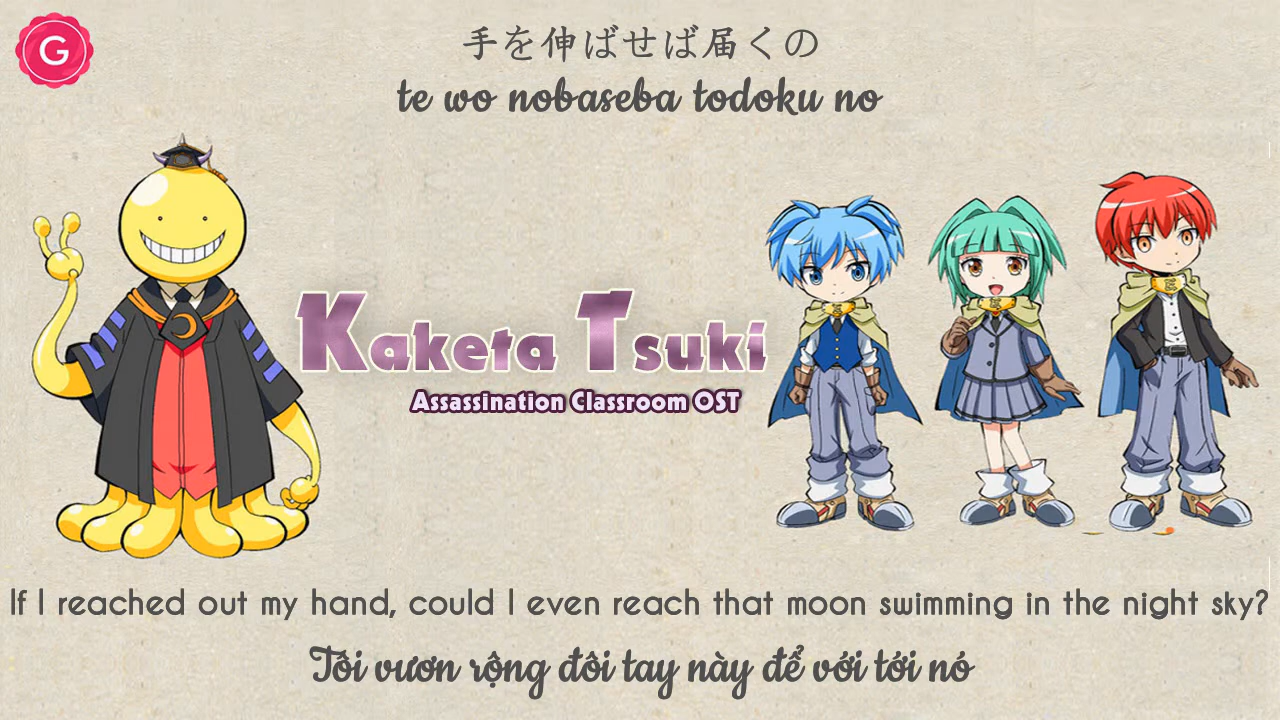 G
手を伸ばせば届くの
te wo nobaseba todoku no
Kaketa Tsuki
Assassination Classroom OST
E
E
E
If I reached out my hand, could I even reach that moon swimming in the night sky?
Tôi vươn rộng đôi tay này để với tới nó